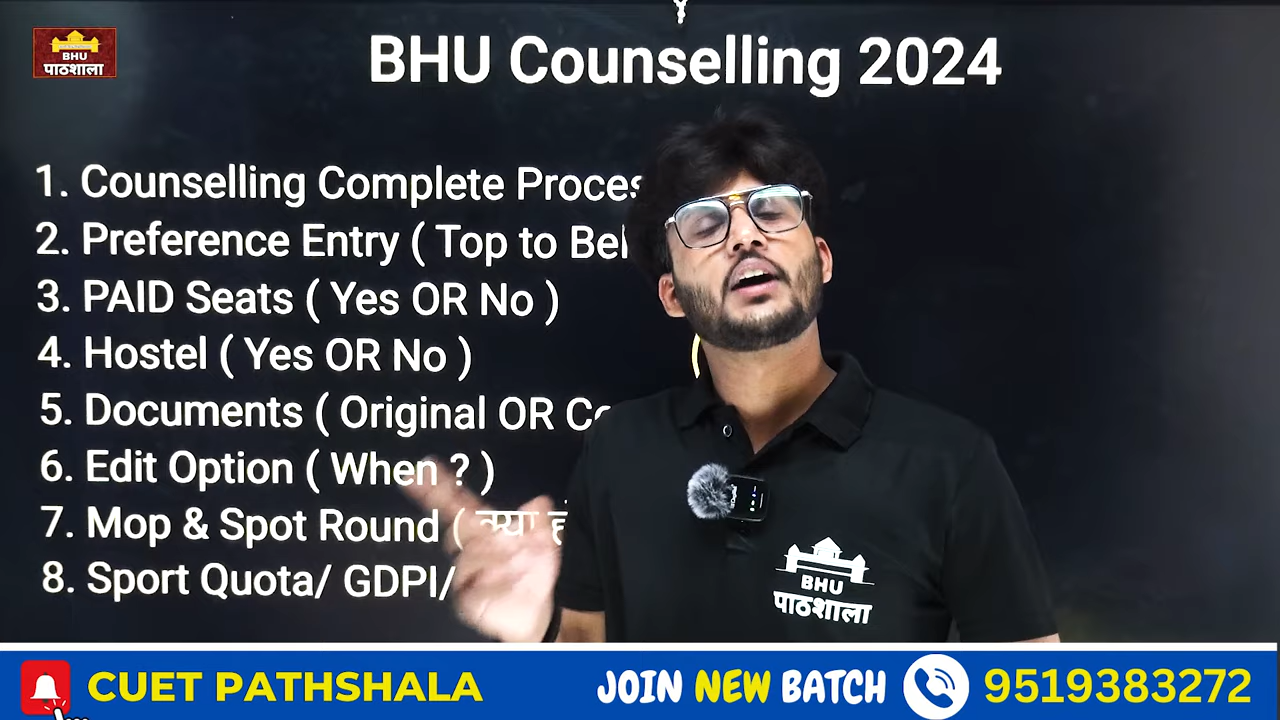 BHU
पाठशाला
BHU Counselling 2024
1. Counselling Complete Proces
2. Preference Entry ( Top to Bel
3. PAID Seats ( Yes OR No )
4. Hostel ( Yes OR No )
5. Documents ( Original OR Co
6. Edit Option ( When ? )
7. Mop & Spot Round ( क्या
8. Sport Quota/ GDPI/
BHU
पाठशाला
CUET PATHSHALA JOIN NEW BATCH 9519383272